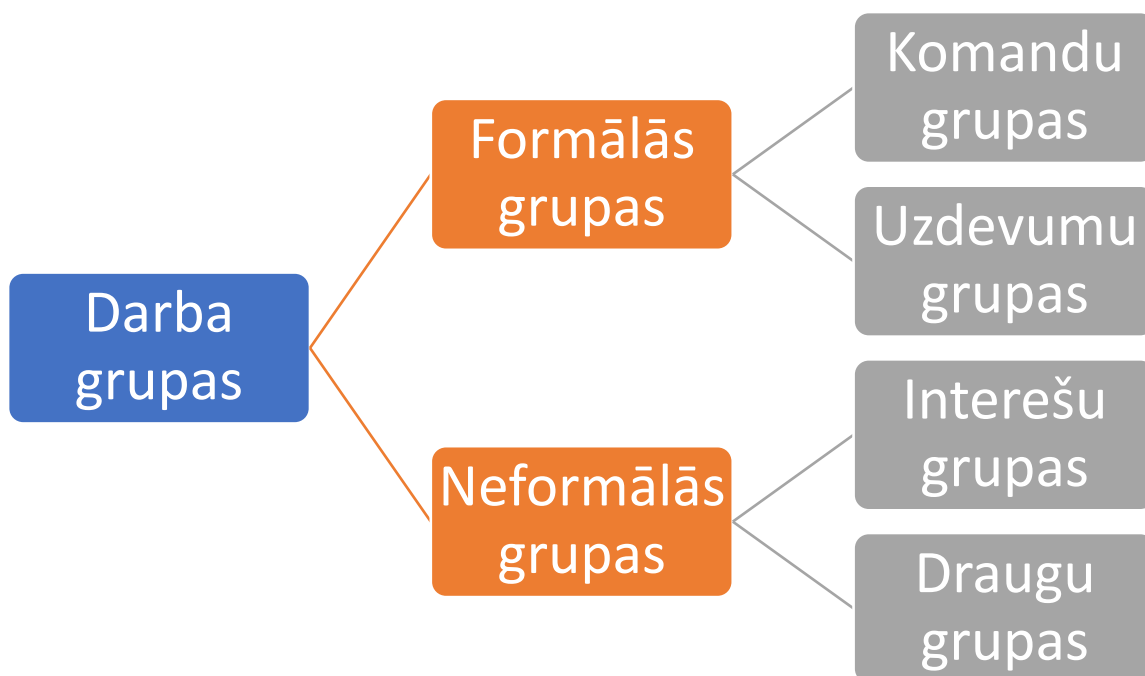 Darba
grupas
Formālās
grupas
Komandu
grupas
Uzdevumu
grupas
Neformālās
grupas
Interešu
grupas
Draugu
grupas